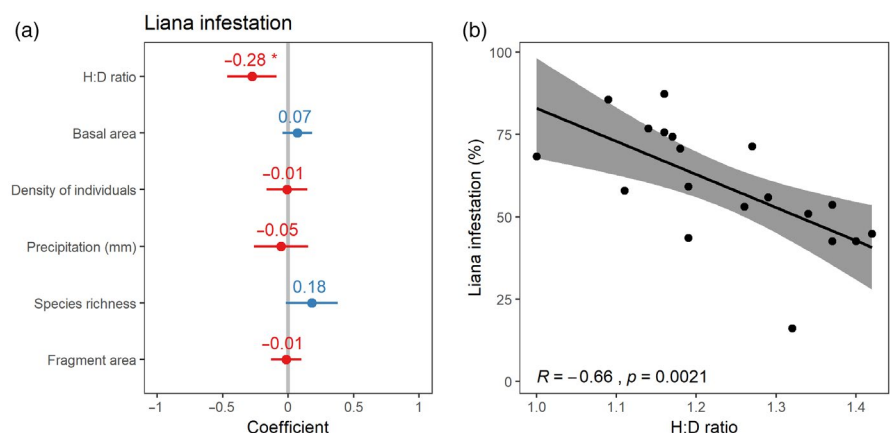 (a)
Liana infestation
H:D ratio
Basal area
Density of individuals
Precipitation (mm)
Species richness
Fragment area
−0.28 *
0.07
−0.01
−0.05
0.18
−0.01
−1
−0.5
0
0.5
1
Coefficient
(b)
Liana infestation (%)
100
75
50
25
0
R = −0.66 , p = 0.0021
1.0
1.1
1.2
1.3
1.4
H:D ratio